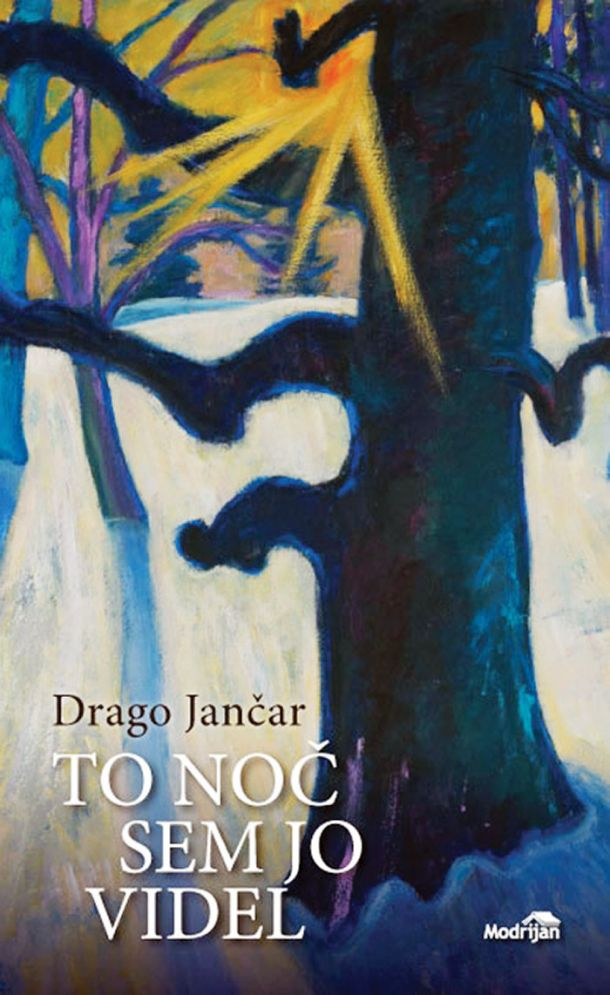 Drago Jančar
TO NOČ
SEM JO
VIDEL
Modrijan